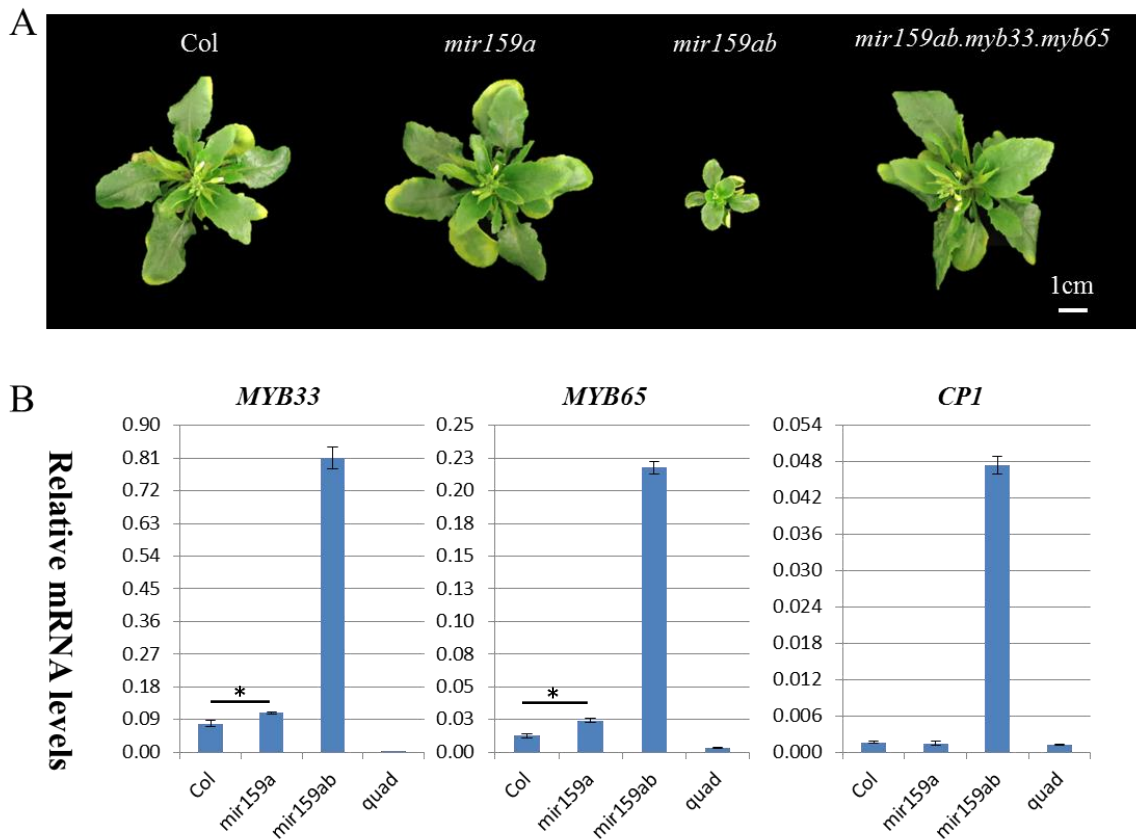 A
Col
mir159a
mir159ab
mir159ab.myb33.myb65
1cm
B
Relative mRNA levels
MYB33
0.90
0.81
0.72
0.63
0.54
0.45
0.36
0.27
0.18
0.09
0.00
*
Col
mir159a
mir159ab
quad
MYB65
0.25
0.23
0.20
0.18
0.15
0.13
0.10
0.08
0.05
0.03
0.00
*
Col
mir159a
mir159ab
quad
CP1
0.054
0.048
0.042
0.036
0.030
0.024
0.018
0.012
0.006
0.000
Col
mir159a
mir159ab
quad